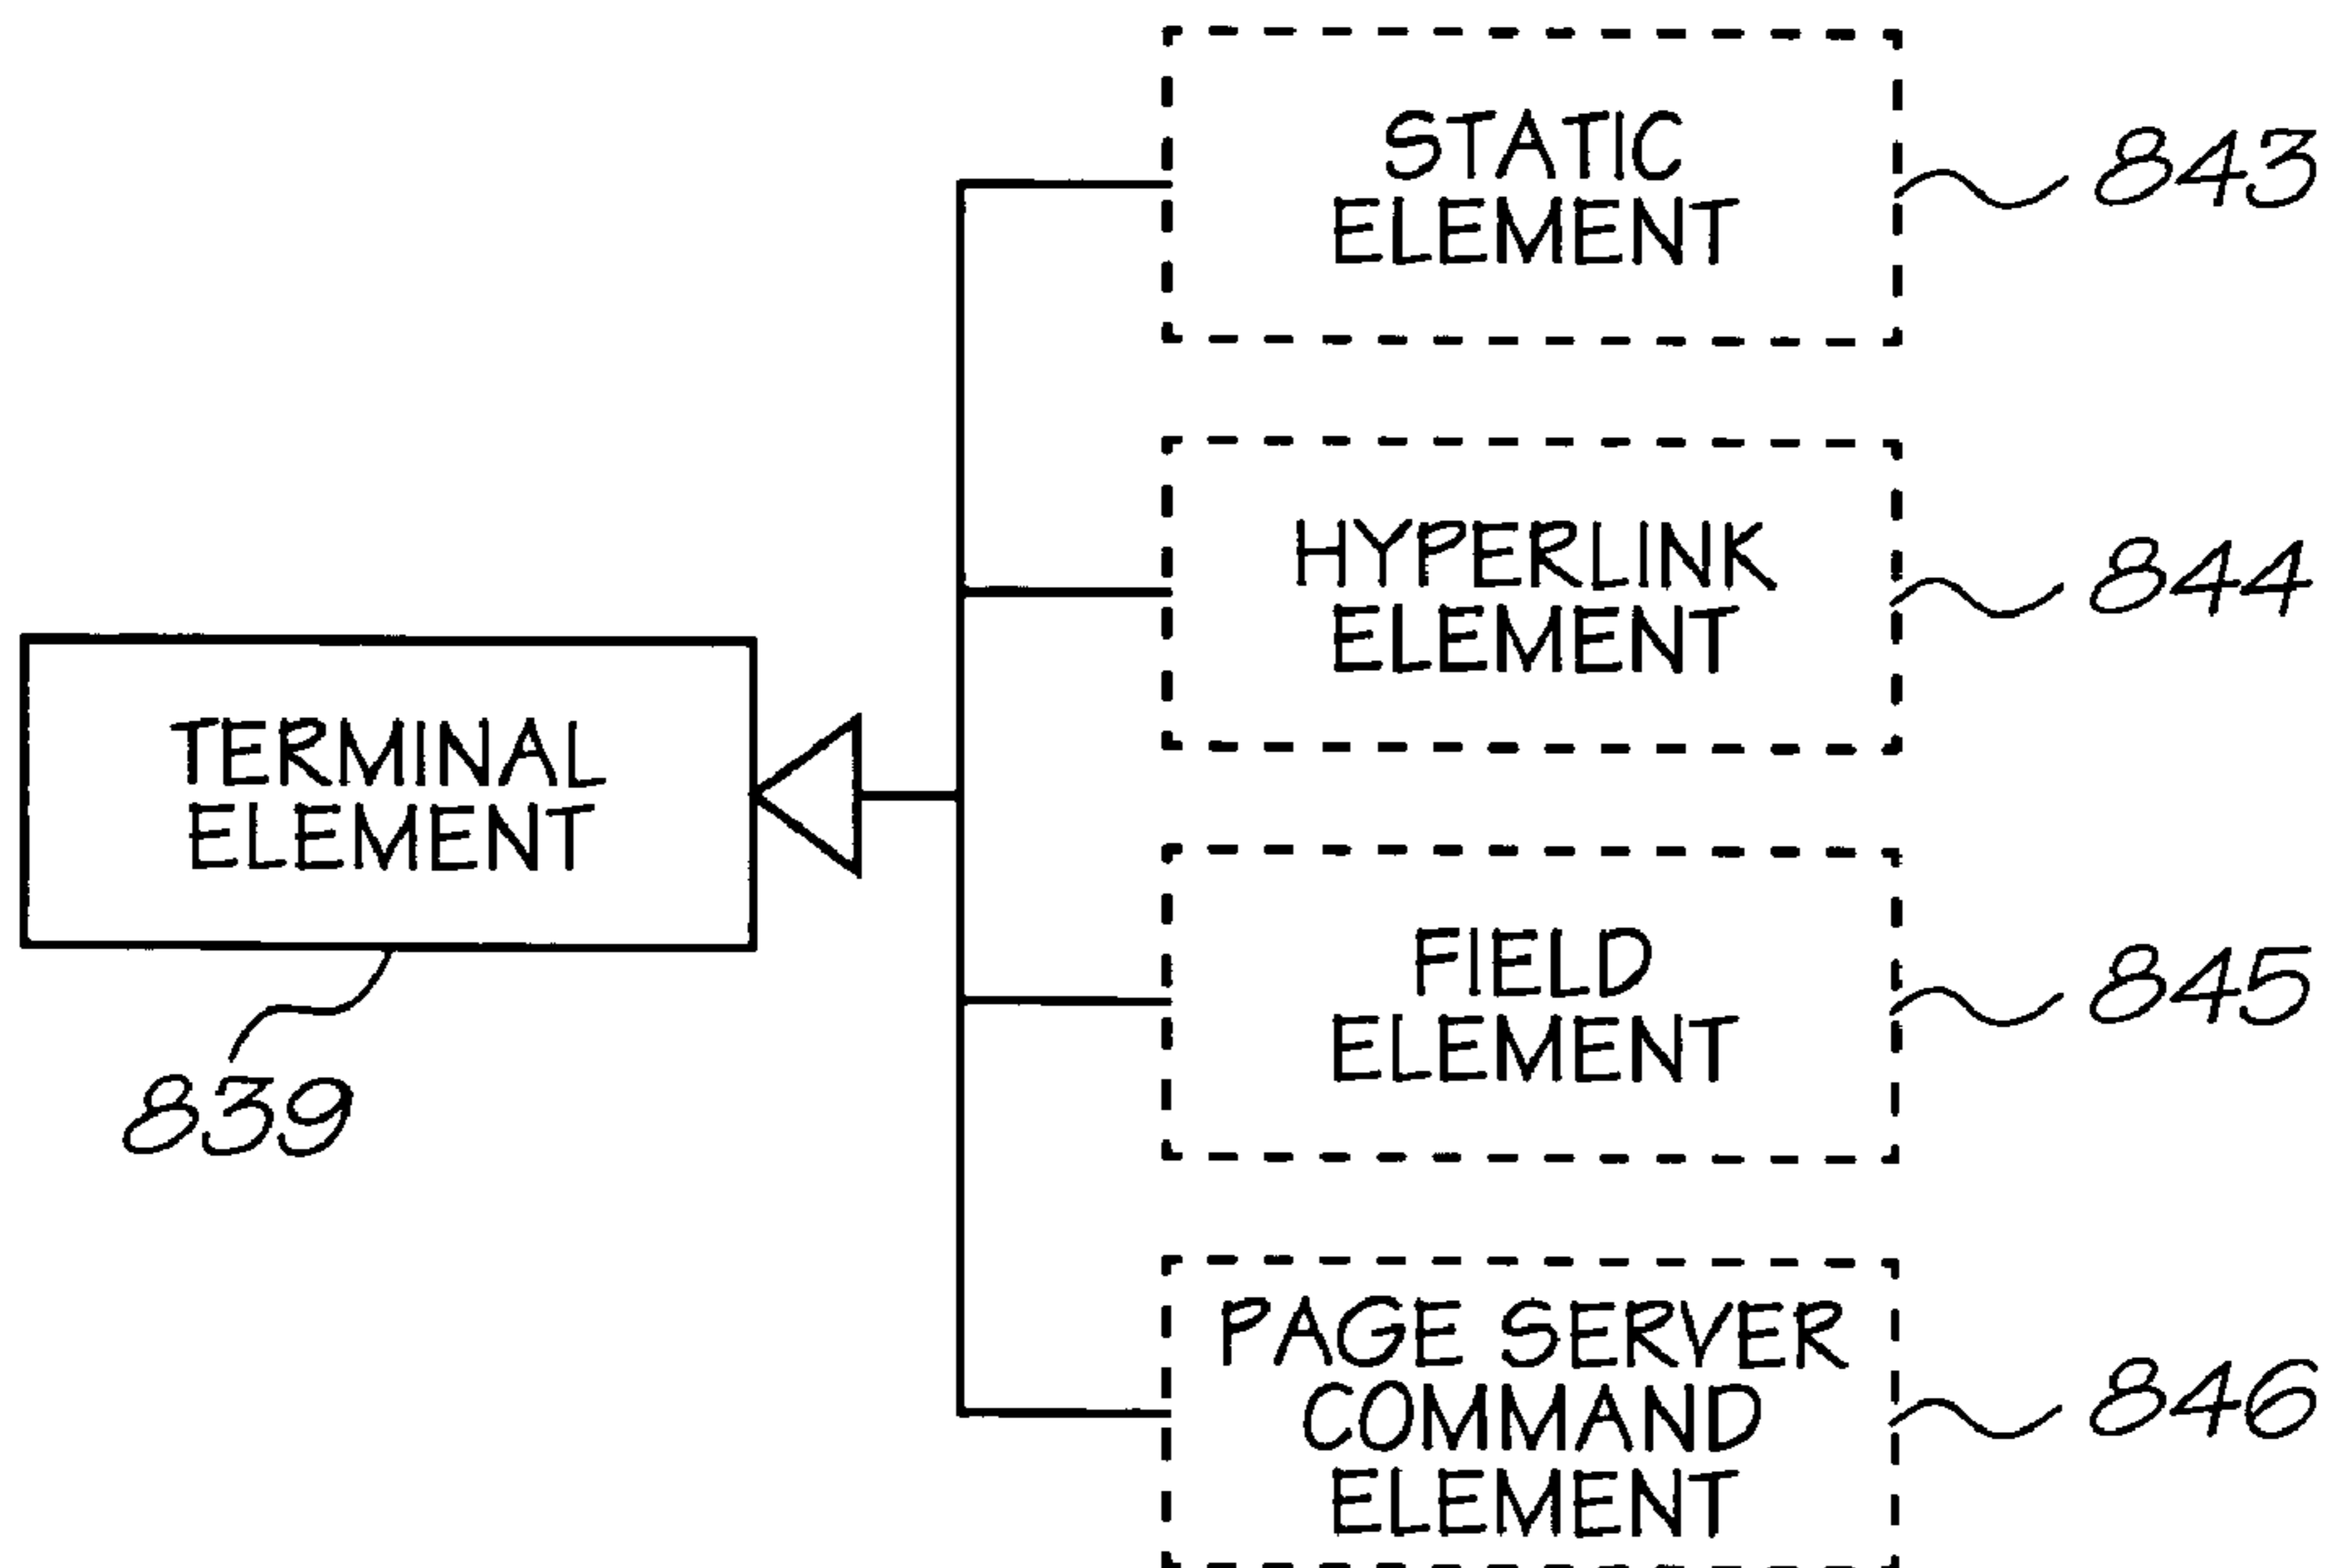 STATIC
ELEMENT
843
HYPERLINK
ELEMENT
844
TERMINAL
ELEMENT
839
FIELD
ELEMENT
845
PAGE SERVER
COMMAND
ELEMENT
846